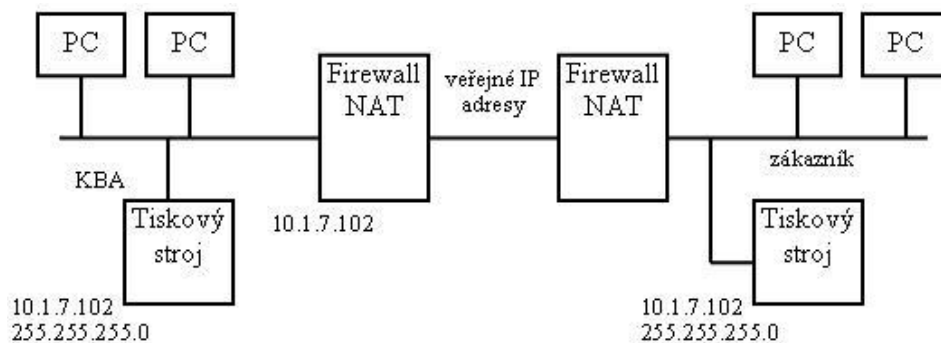 PC
PC
PC
PC
Firewall
NAT
veřejné IP
adresy
Firewall
NAT
KBA
zákazník
Tiskový
stroj
10.1.7.102
Tiskový
stroj
10.1.7.102
255.255.255.0
10.1.7.102
255.255.255.0